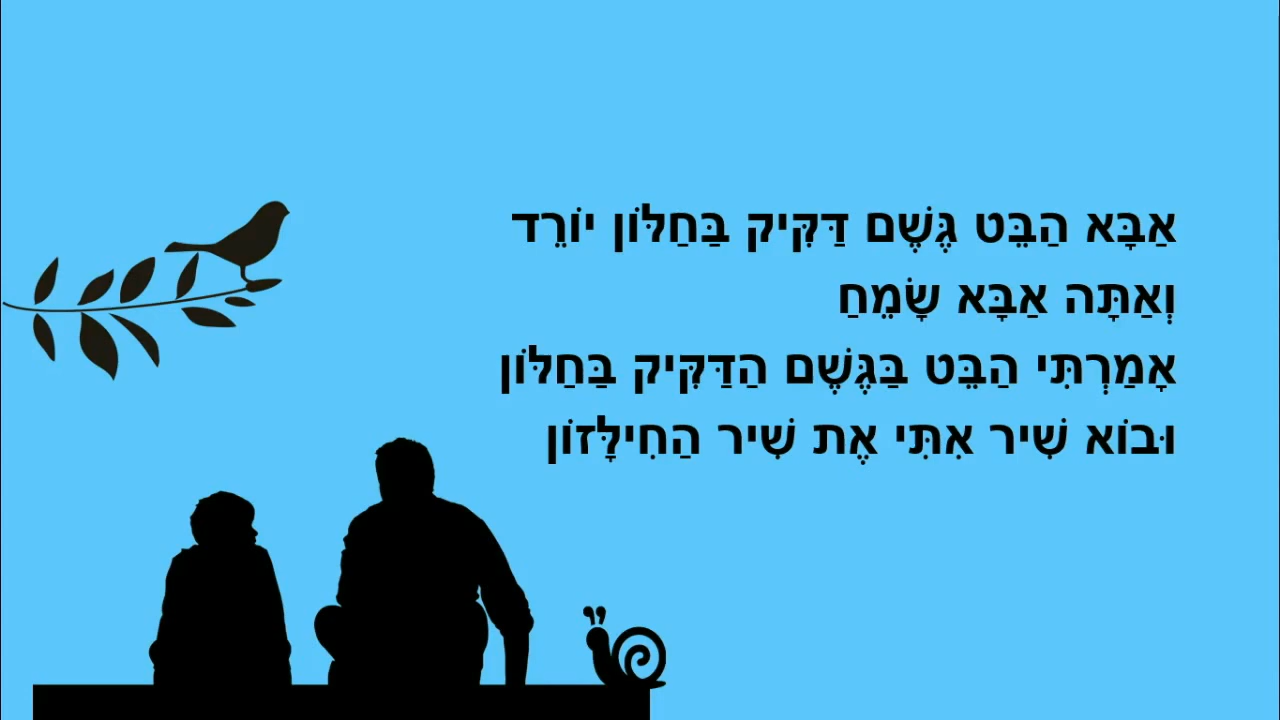 אַבָּא הַבֵּט גֶּשֶׁם דַּקִּיק בַּחַלּוֹן יוֹרֵד
וְאַתָּה אַבָּא שָׂמֵחַ
אָמַרְתִּי הַבֵּט בַּגֶּשֶׁם הַדַּקִּיק בַּחַלּוֹן
וּבוֹא שִׁיר אִתִּי אֶת שִׁיר הַחִילָּזוֹן